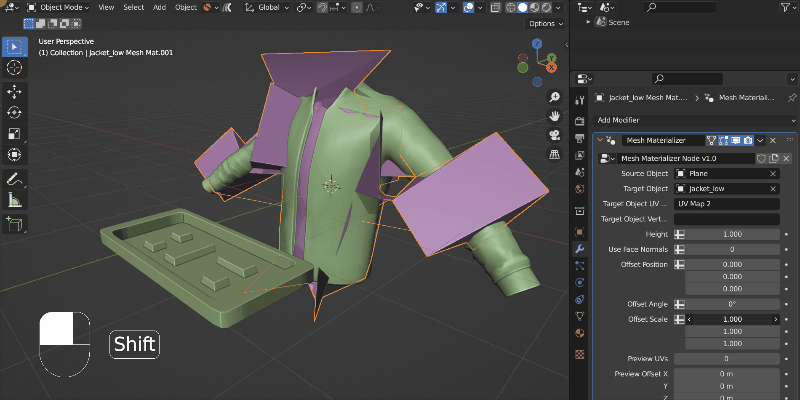 Object Mode
View
Select
Add
Object
Global
Options
User Perspective
(1) Collection | Jacket_low Mesh Mat.001
Z
Y
X
Shift
Scene
Jacket_low Mesh Mat....
Mesh Materiali...
Add Modifier
Mesh Materializer
Mesh Materializer Node v1.0
Source Object
Plane
Target Object
Jacket_low
Target Object UV ...
UV Map 2
Target Object Vert...
Height
1.000
Use Face Normals
0
Offset Position
0.000
0.000
0.000
Offset Angle
0°
Offset Scale
1.000
1.000
1.000
Preview UVs
0
Preview Offset X
0 m
Y
0 m
Z
0 m